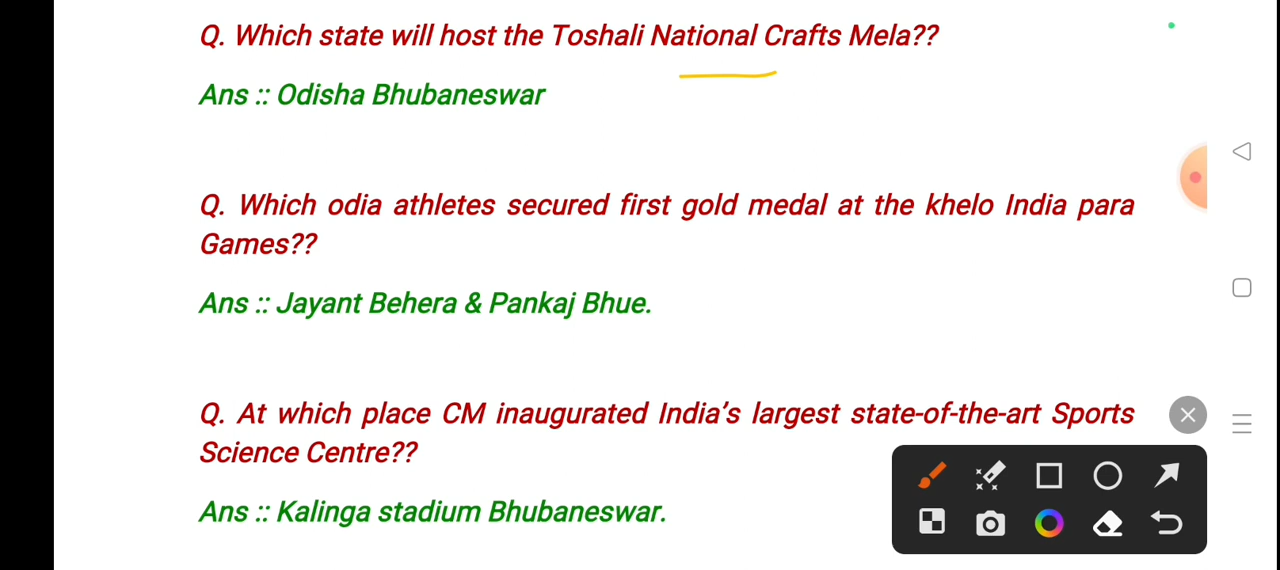 Q. Which state will host the Toshali National Crafts Mela??
Ans :: Odisha Bhubaneswar
Q. Which odia athletes secured first gold medal at the khelo India para
Games??
Ans :: Jayant Behera & Pankaj Bhue.
Q. At which place CM inaugurated India's largest state-of-the-art Sports
Science Centre??
Ans :: Kalinga stadium Bhubaneswar.